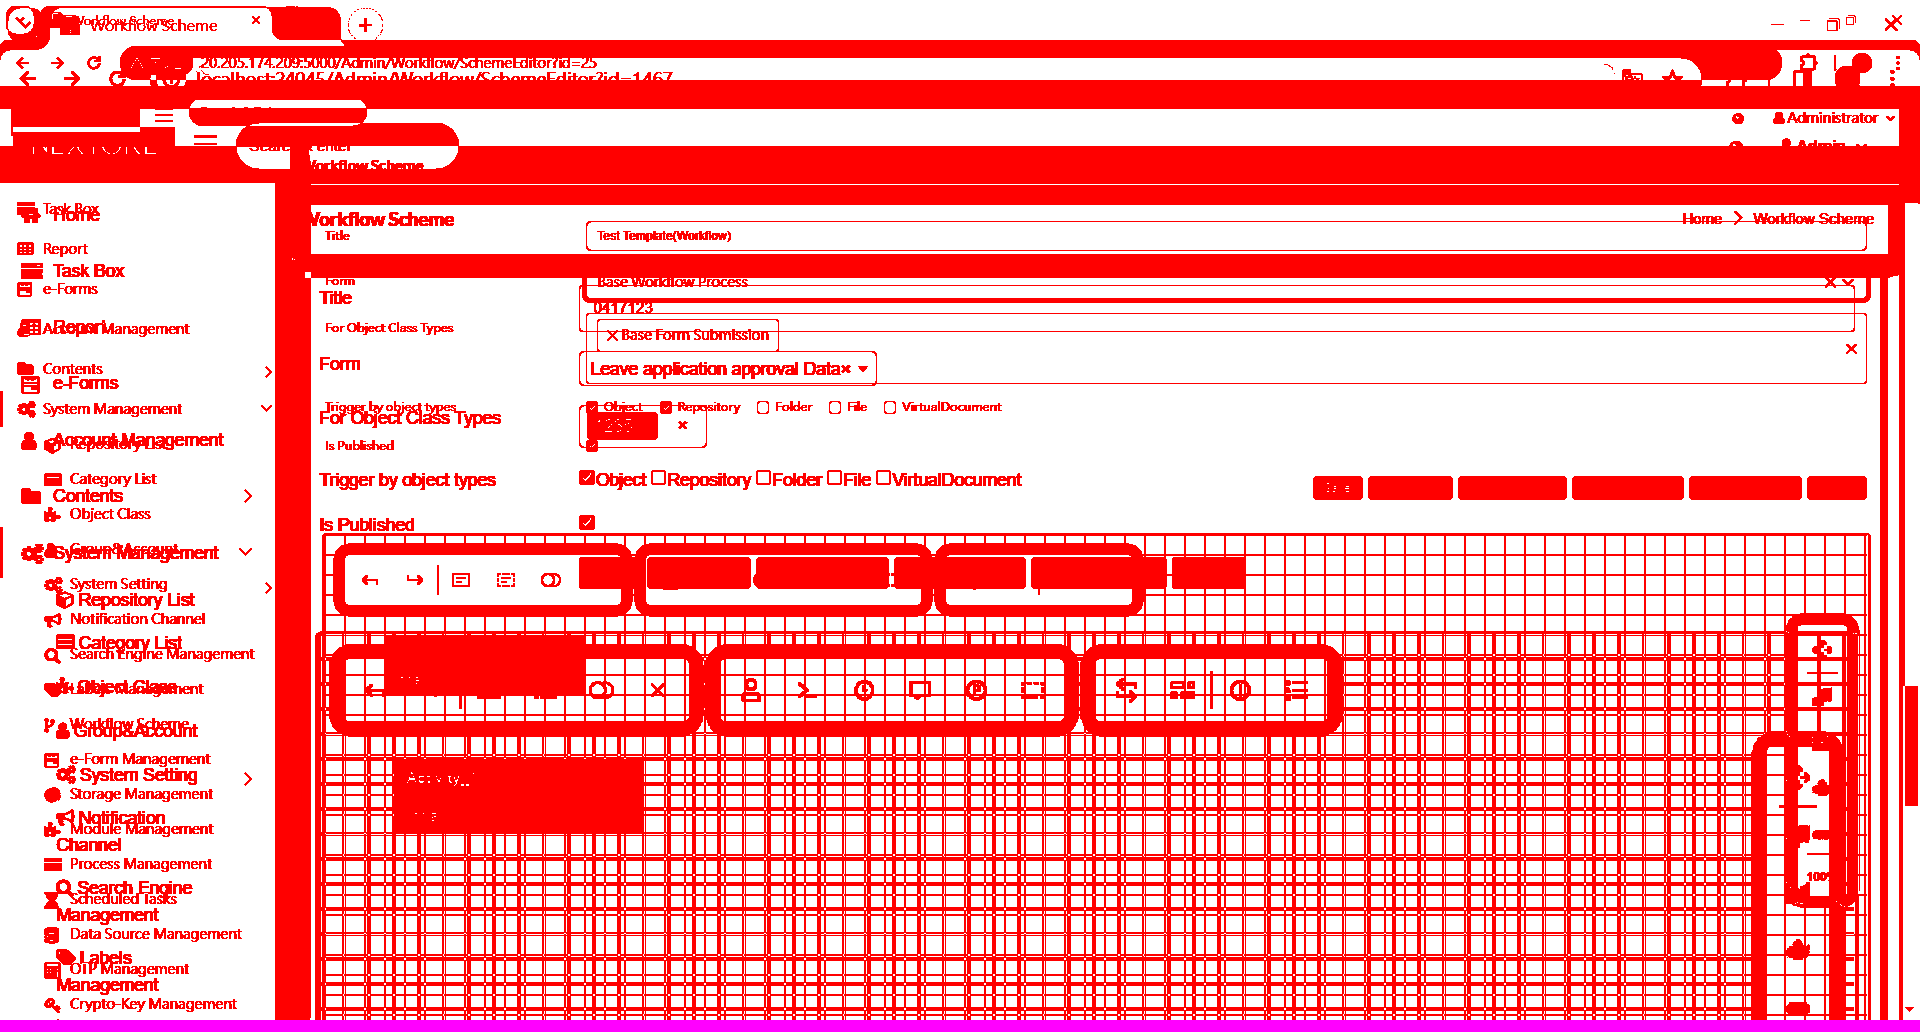 Workflow Scheme
Workflow Scheme
20.205.174.209:5000/Admin/Workflow/SchemeEditor?id=25
localhost:24045/Admin/Workflow/SchemeEditor?id=1467
Administrator
Admin
NEXTORE
Workflow Scheme
Workflow Scheme
Home > Workflow Scheme
Title
Test Template(Workflow)
Form
Base Workflow Process
Title
0417123
For Object Class Types
× Base Form Submission
Form
Leave application approval Data×
Trigger by object types
Object
Repository
Folder
File
VirtualDocument
For Object Class Types
Is Published
Trigger by object types
Object
Repository
Folder
File
VirtualDocument
Is Published
Activity_
100%
Task Box
Home
Report
Task Box
e-Forms
Account Management
Report
Contents
e-Forms
System Management
Account Management
Repository List
Category List
Contents
Object Class
Group&Account
System Management
System Setting
Repository List
Notification Channel
Category List
Search Engine Management
Object Class
Label Management
Workflow Scheme
Group&Account
e-Form Management
System Setting
Storage Management
Notification
Channel
Module Management
Process Management
Search Engine
Management
Scheduled Tasks
Data Source Management
Labels
Management
OTP Management
Crypto-Key Management